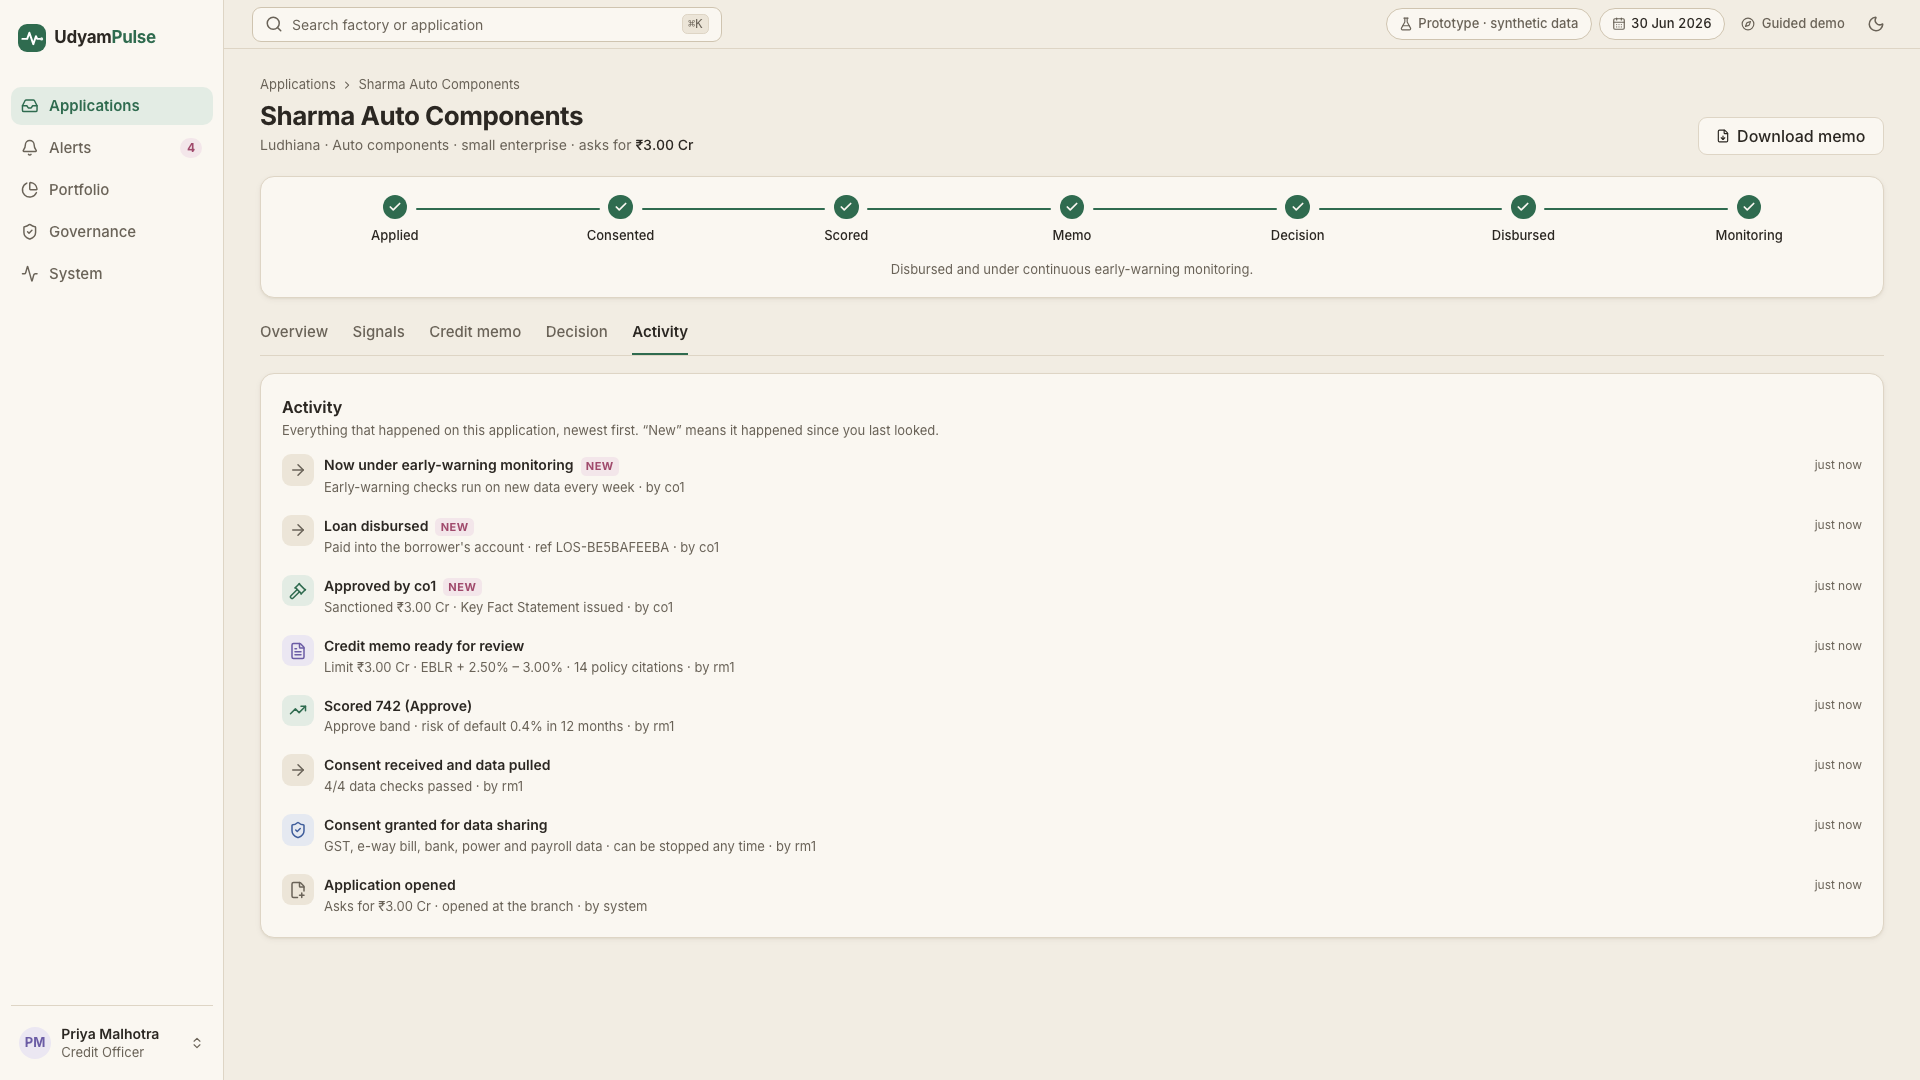 UdyamPulse
Search factory or application
⌘K
Prototype · synthetic data
30 Jun 2026
Guided demo
Applications
Alerts
4
Portfolio
Governance
System
Applications › Sharma Auto Components
Sharma Auto Components
Ludhiana · Auto components · small enterprise · asks for ₹3.00 Cr
Download memo
Applied
Consented
Scored
Memo
Decision
Disbursed
Monitoring
Disbursed and under continuous early-warning monitoring.
Overview
Signals
Credit memo
Decision
Activity
Activity
Everything that happened on this application, newest first. “New” means it happened since you last looked.
Now under early-warning monitoring NEW
just now
Early-warning checks run on new data every week · by co1
Loan disbursed NEW
just now
Paid into the borrower's account · ref LOS-BE5BAFEEBA · by co1
Approved by co1 NEW
just now
Sanctioned ₹3.00 Cr · Key Fact Statement issued · by co1
Credit memo ready for review
just now
Limit ₹3.00 Cr · EBLR + 2.50% – 3.00% · 14 policy citations · by rm1
Scored 742 (Approve)
just now
Approve band · risk of default 0.4% in 12 months · by rm1
Consent received and data pulled
just now
4/4 data checks passed · by rm1
Consent granted for data sharing
just now
GST, e-way bill, bank, power and payroll data · can be stopped any time · by rm1
Application opened
just now
Asks for ₹3.00 Cr · opened at the branch · by system
PM
Priya Malhotra
Credit Officer